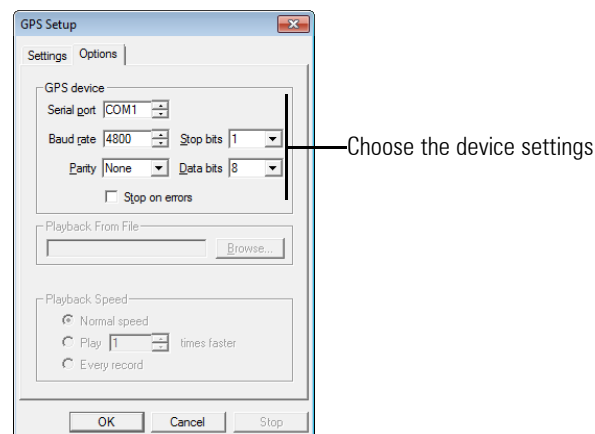 GPS Setup
Settings Options
GPS device
Serial port COM1
Baud rate 4800 Stop bits 1
Parity None Data bits 8
Stop on errors
Choose the device settings
Playback From File
Browse...
Playback Speed
Normal speed
Play 1 times faster
Every record
OK Cancel Stop